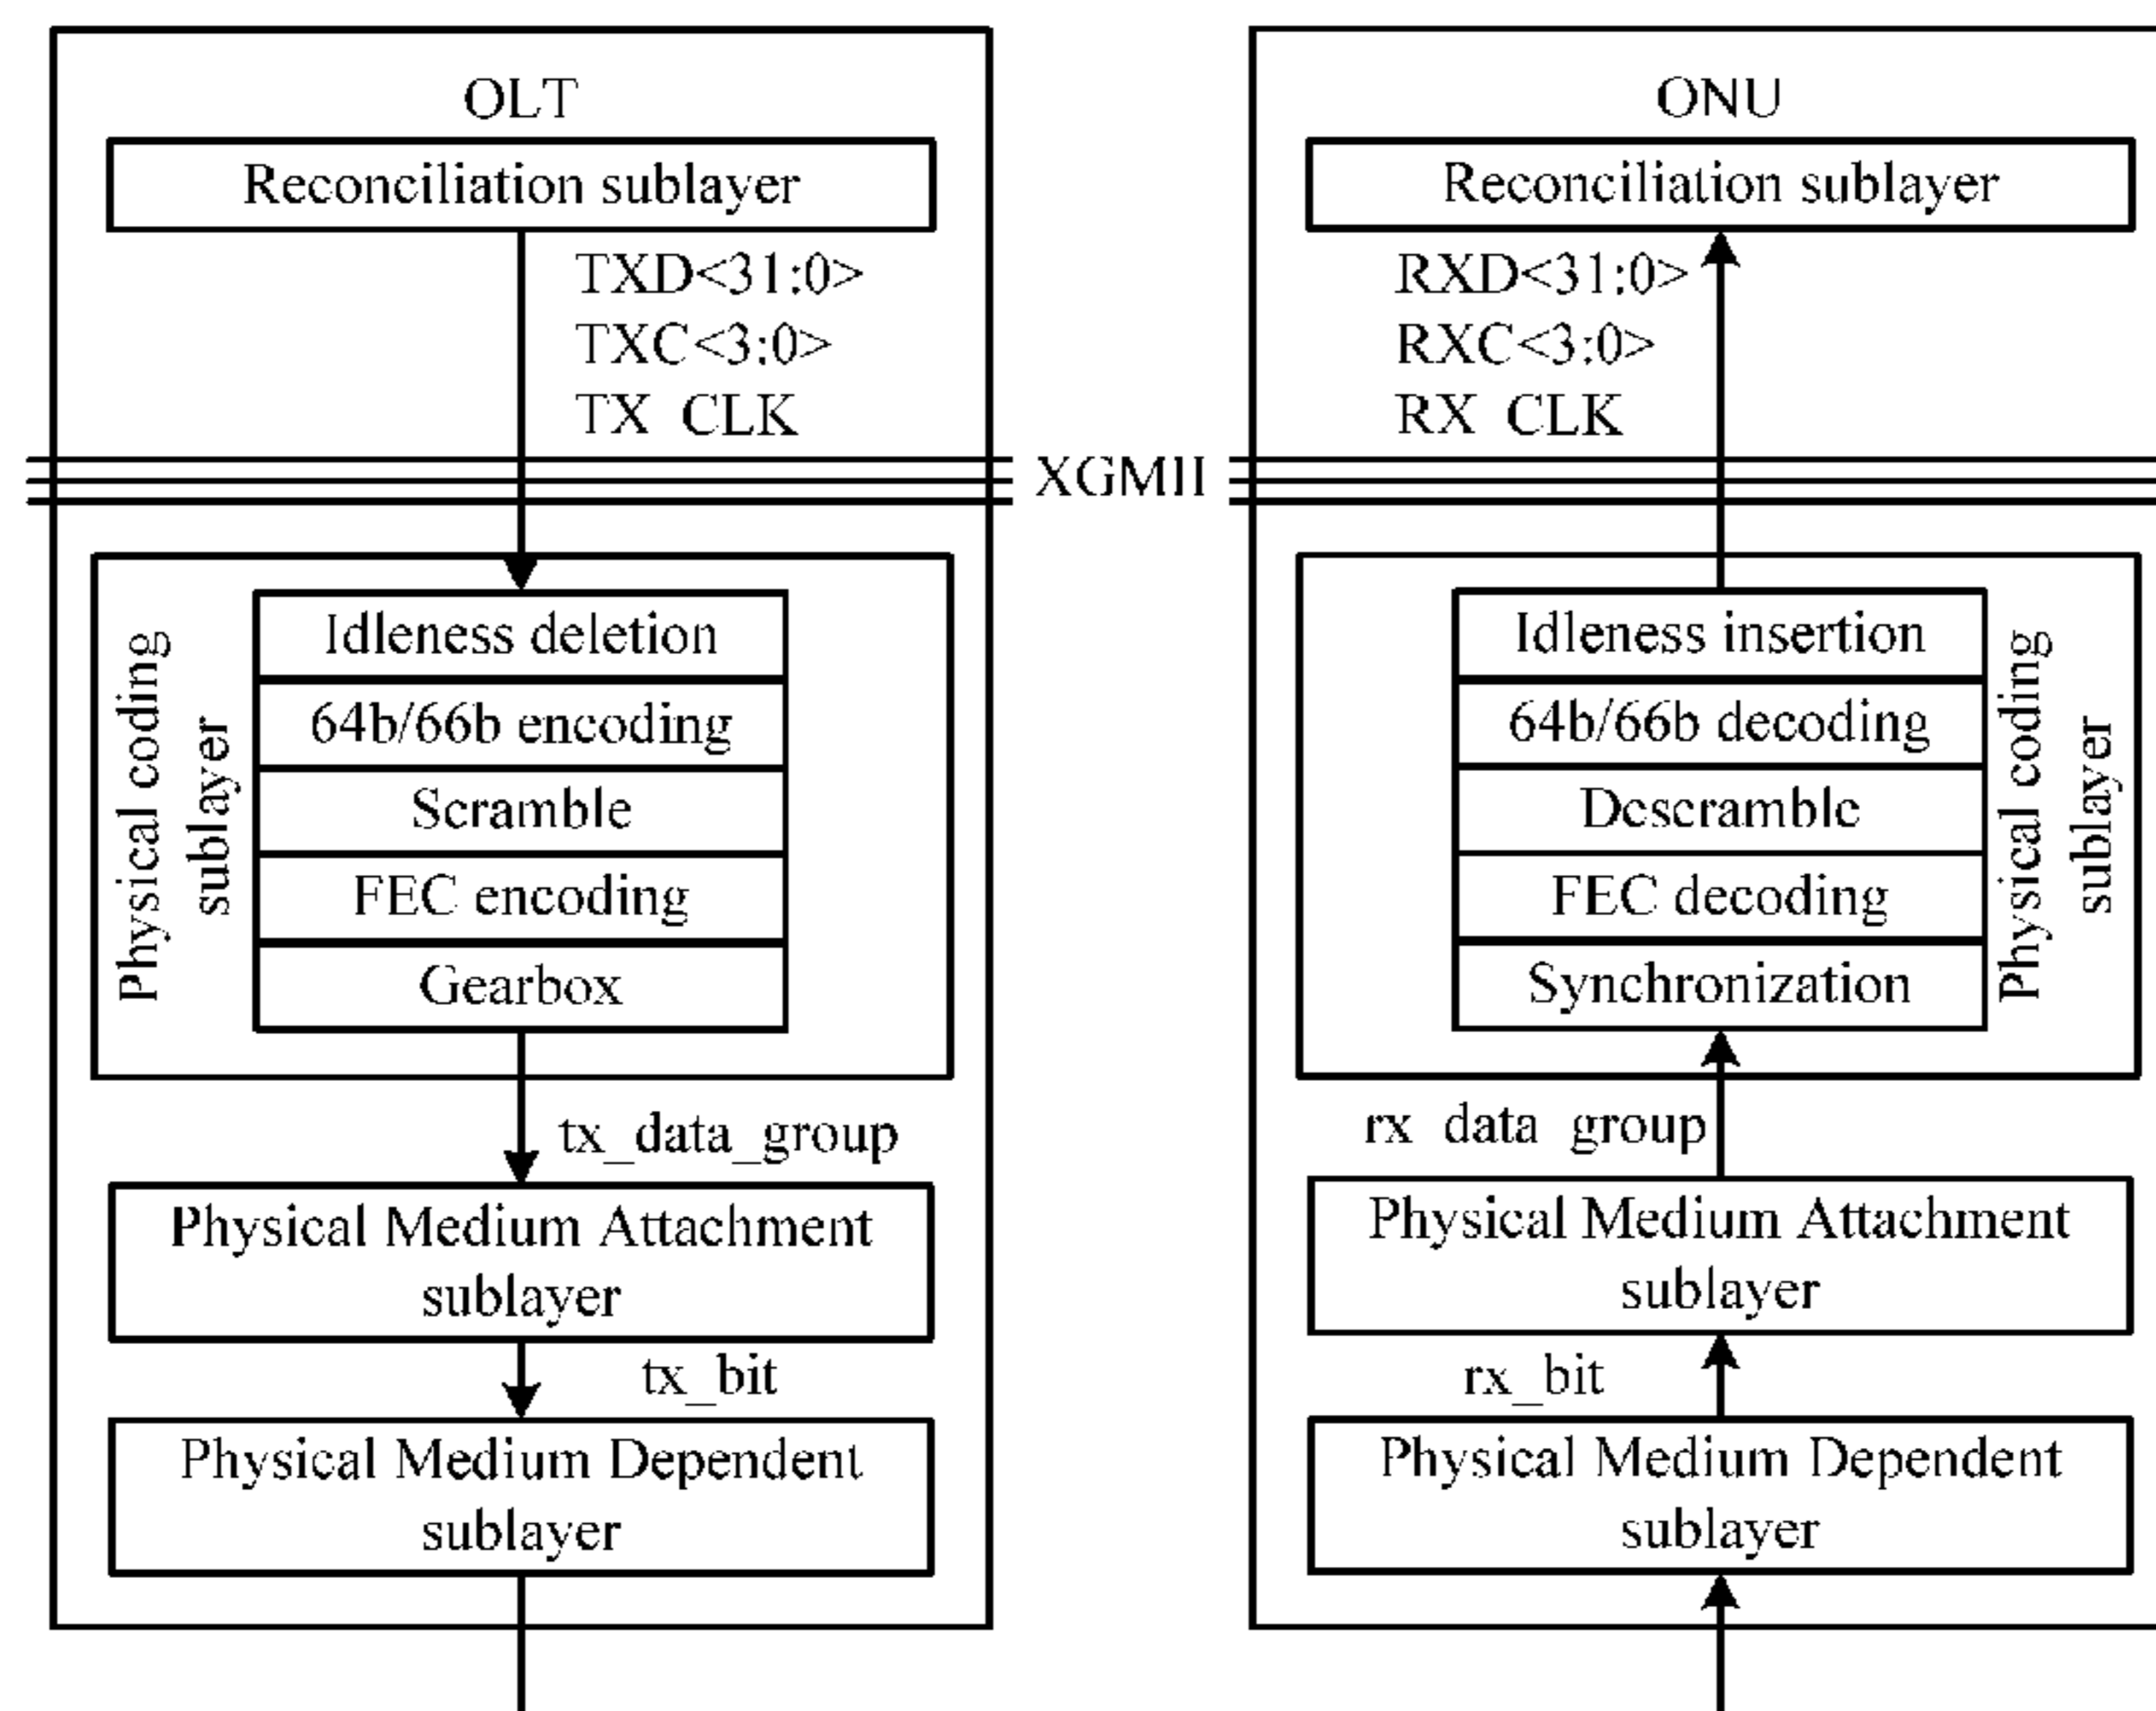 OLT
Reconciliation sublayer
TXD<31:0>
TXC<3:0>
TX CLK
XGMII
Physical coding
sublayer
Idleness deletion
64b/66b encoding
Scramble
FEC encoding
Gearbox
tx_data_group
Physical Medium Attachment
sublayer
tx_bit
Physical Medium Dependent
sublayer
ONU
Reconciliation sublayer
RXD<31:0>
RXC<3:0>
RX CLK
Idleness insertion
64b/66b decoding
Descramble
FEC decoding
Synchronization
Physical coding
sublayer
rx data group
Physical Medium Attachment
sublayer
rx_bit
Physical Medium Dependent
sublayer